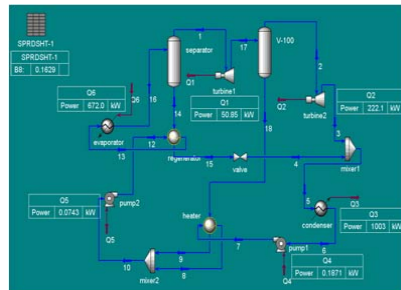 SPRDSHT-1
SPRDSHT-1
B8: 0.1629
separator
1
17
V-100
2
Q1
turbine1
Q1
Power 50.85 kW
Q6
Q6
Power 672.0 kW
16
evaporator
14
12
13
regenerator
15
valve
4
18
Q2
turbine2
Q2
Power 222.1 kW
3
mixer1
5
condenser
Q3
Q3
Power 1003 kW
6
pump1
Q4
Q4
Power 0.1671 kW
7
heater
9
8
mixer2
10
pump2
Q5
Q5
Power 0.0743 kW